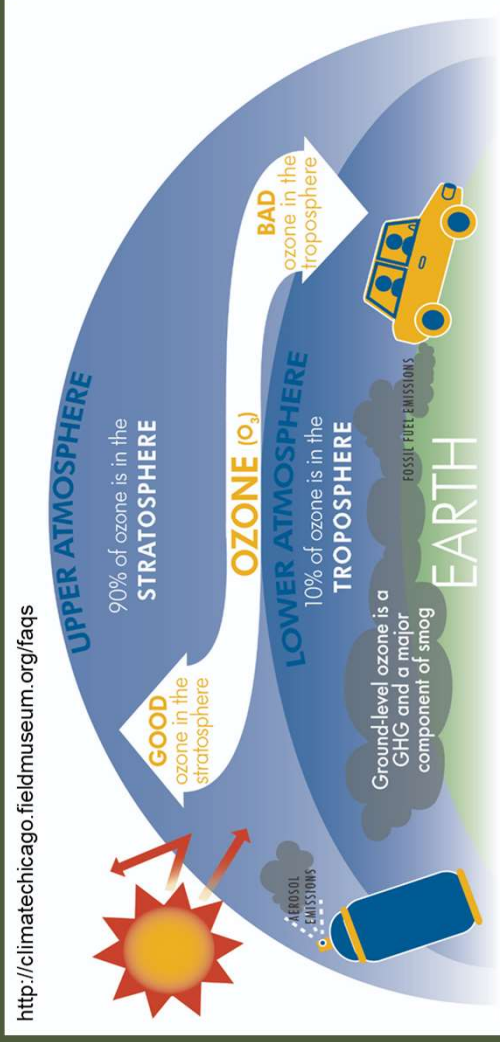 http://climatechicago.fieldmuseum.org/faqs
UPPER ATMOSPHERE
90% of ozone is in the
STRATOSPHERE
GOOD
ozone in the
stratosphere
OZONE (O₃)
BAD
ozone in the
troposphere
LOWER ATMOSPHERE
10% of ozone is in the
TROPOSPHERE
AEROSOL
EMISSIONS
Ground-level ozone is a
GHG and a major
component of smog
FOSSIL FUEL EMISSIONS
EARTH